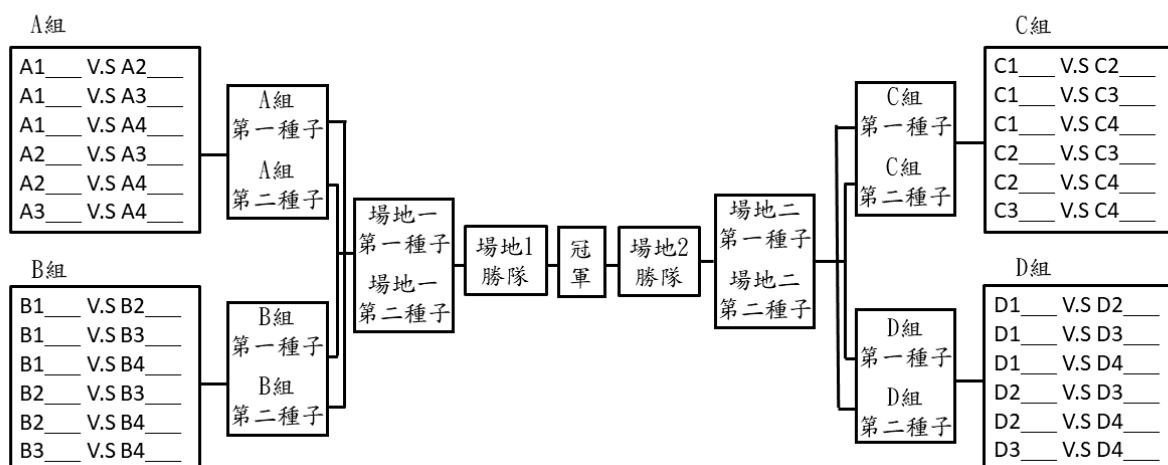 A組
A1___ V.S A2___
A1___ V.S A3___
A1___ V.S A4___
A2___ V.S A3___
A2___ V.S A4___
A3___ V.S A4___
A組
第一種子
A組
第二種子
B組
B1___ V.S B2___
B1___ V.S B3___
B1___ V.S B4___
B2___ V.S B3___
B2___ V.S B4___
B3___ V.S B4___
B組
第一種子
B組
第二種子
場地一
第一種子
場地一
第二種子
場地1
勝隊
冠
軍
場地2
勝隊
場地二
第一種子
場地二
第二種子
C組
第一種子
C組
第二種子
C組
C1___ V.S C2___
C1___ V.S C3___
C1___ V.S C4___
C2___ V.S C3___
C2___ V.S C4___
C3___ V.S C4___
D組
第一種子
D組
第二種子
D組
D1___ V.S D2___
D1___ V.S D3___
D1___ V.S D4___
D2___ V.S D3___
D2___ V.S D4___
D3___ V.S D4___